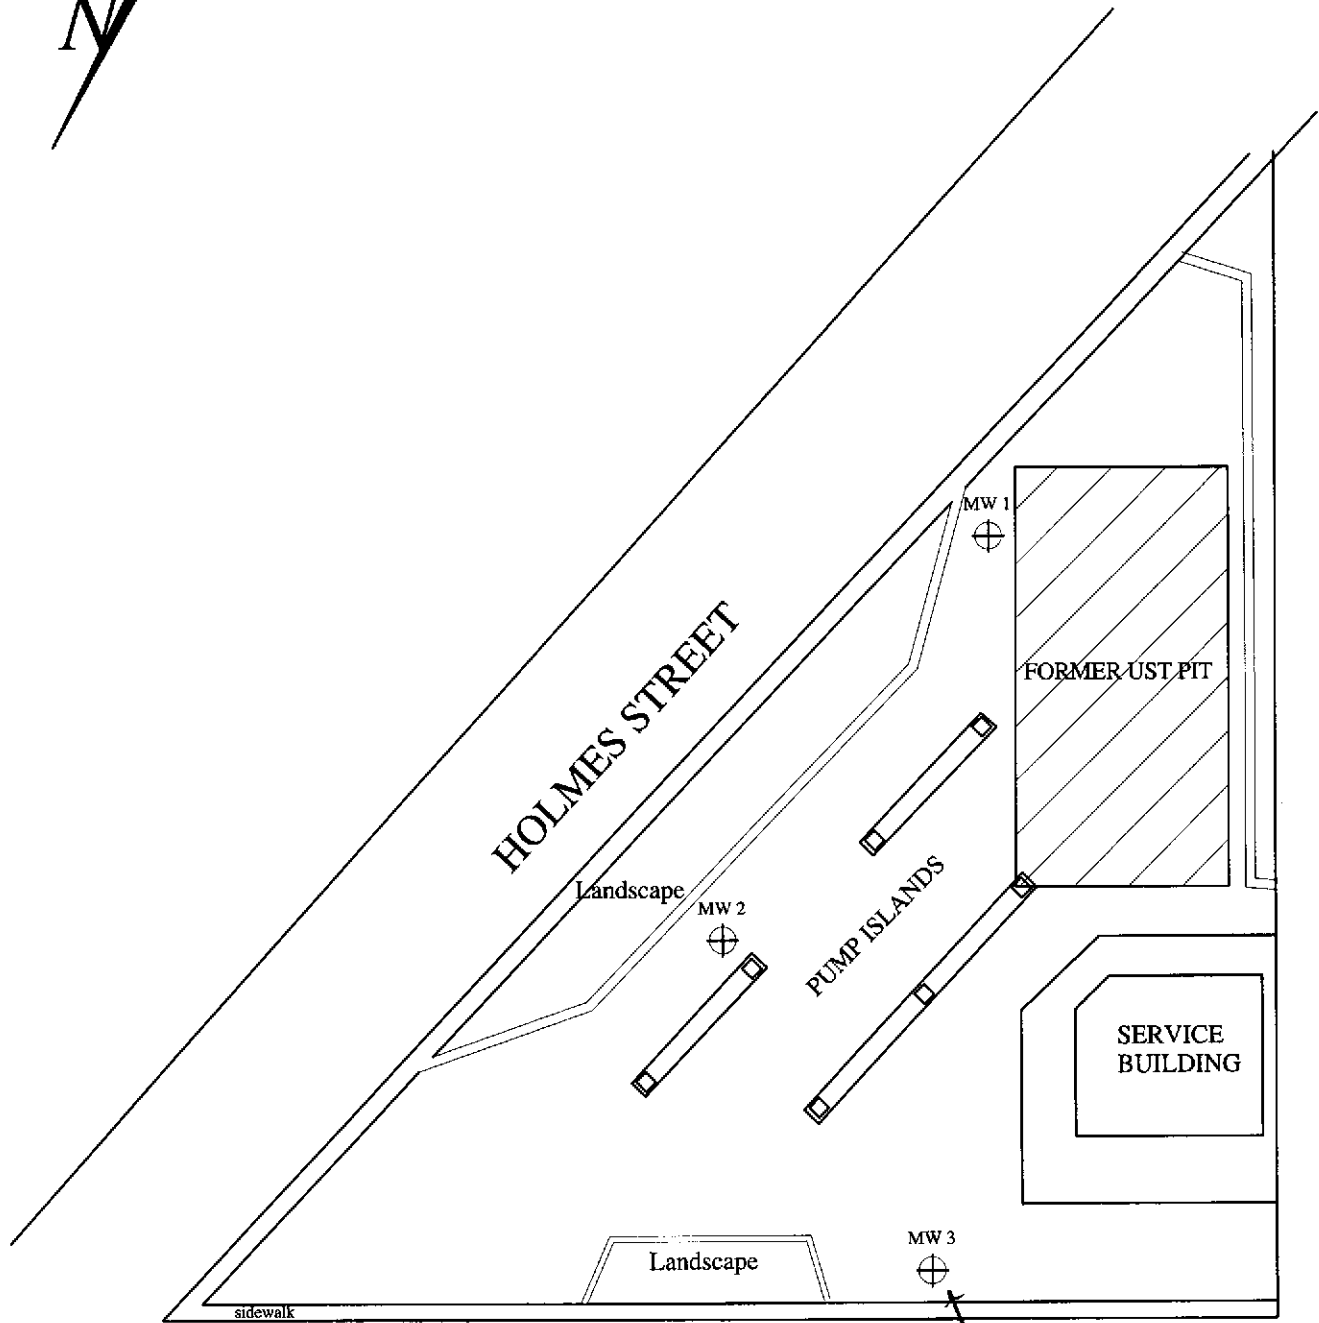 N
MW 1
FORMER UST PIT
HOLMES STREET
Landscape
MW 2
PUMP ISLANDS
SERVICE
BUILDING
MW 3
Landscape
sidewalk